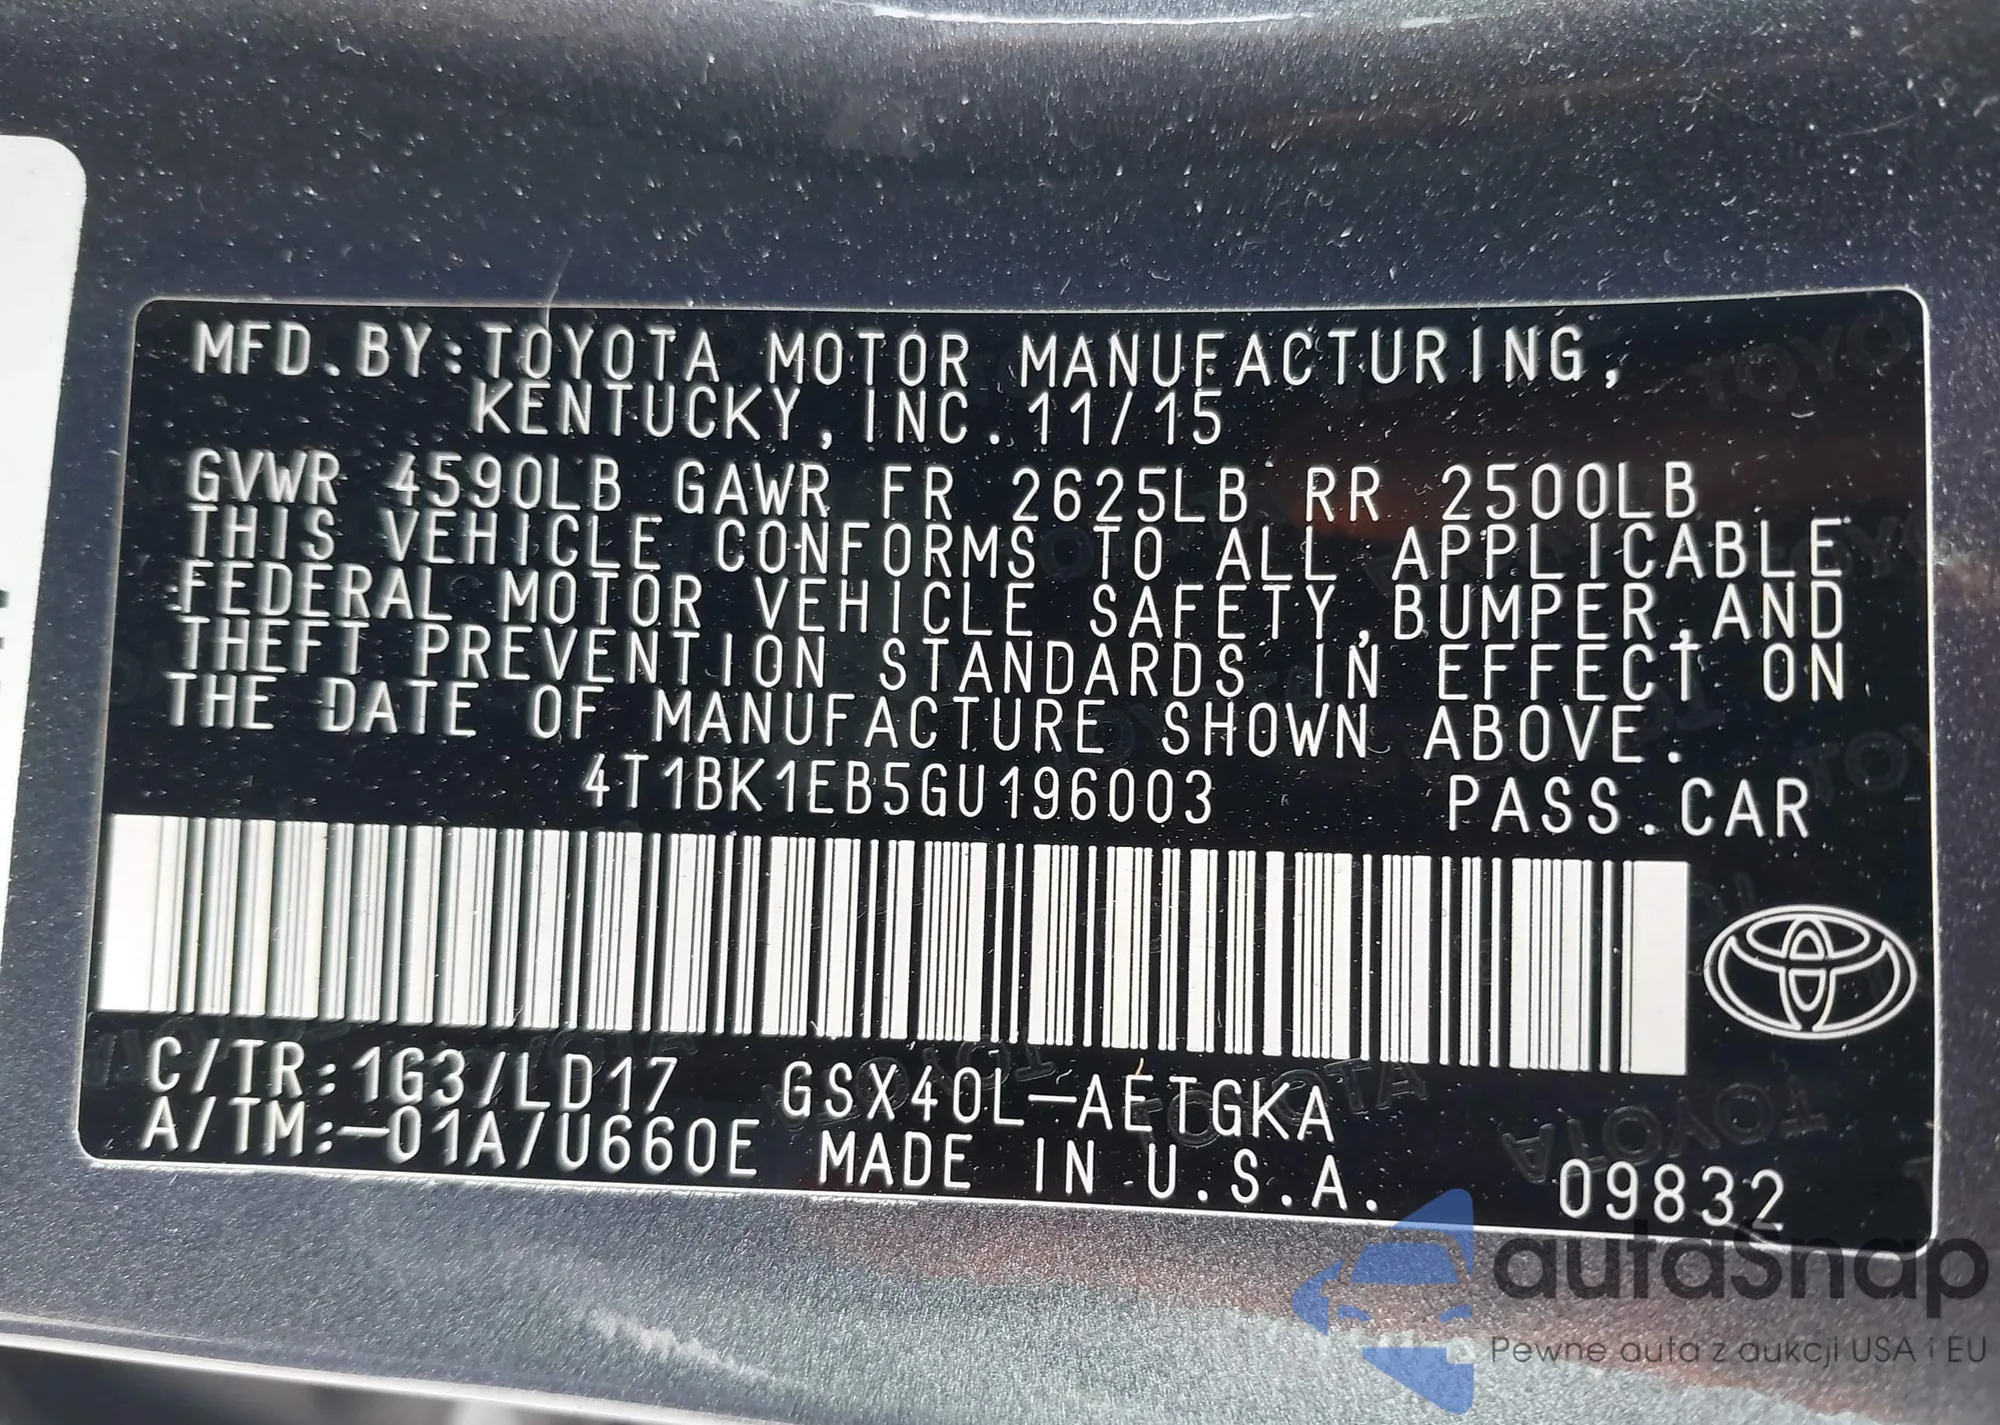 MFD.BY:TOYOTA MOTOR MANUFACTURING,
KENTUCKY,INC.11/15
GVWR 4590LB GAWR FR 2625LB RR 2500LB
THIS VEHICLE CONFORMS TO ALL APPLICABLE
FEDERAL MOTOR VEHICLE SAFETY,BUMPER,AND
THEFT PREVENTION STANDARDS IN EFFECT ON
THE DATE OF MANUFACTURE SHOWN ABOVE.
4T1BK1EB5GU196003 PASS.CAR
C/TR:1G3/LD17 GSX40L-AETGKA
A/TM:-01A/U660E MADE IN U.S.A. 09832
autaSnap
Pewne auta z aukcji USA i EU